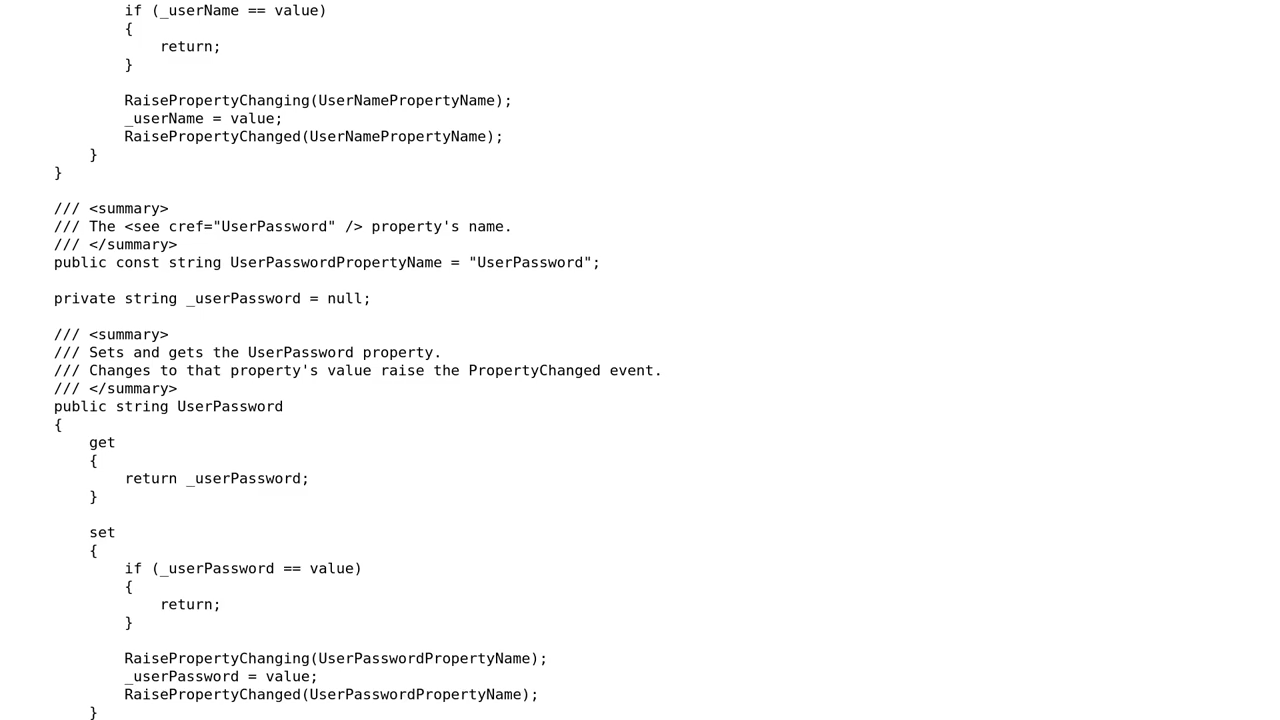 if (_userName == value)
{
return;
}
RaisePropertyChanging(UserNamePropertyName);
_userName = value;
RaisePropertyChanged(UserNamePropertyName);
}
}
/// <summary>
/// The <see cref="UserPassword" /> property's name.
/// </summary>
public const string UserPasswordPropertyName = "UserPassword";
private string _userPassword = null;
/// <summary>
/// Sets and gets the UserPassword property.
/// Changes to that property's value raise the PropertyChanged event.
/// </summary>
public string UserPassword
{
get
{
return _userPassword;
}
set
{
if (_userPassword == value)
{
return;
}
RaisePropertyChanging(UserPasswordPropertyName);
_userPassword = value;
RaisePropertyChanged(UserPasswordPropertyName);
}